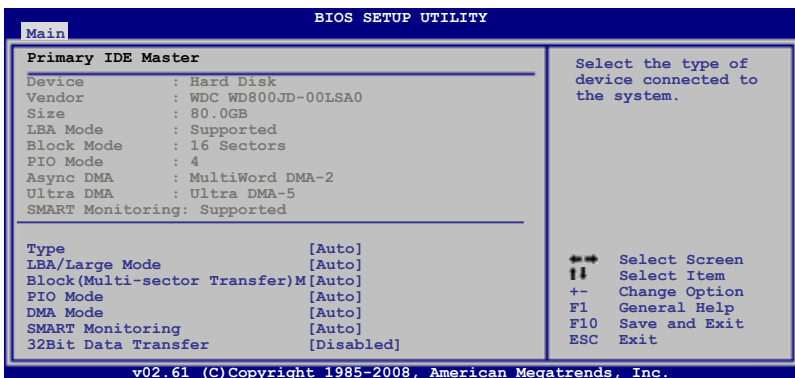 BIOS SETUP UTILITY
Main
Primary IDE Master
Device : Hard Disk
Vendor : WDC WD800JD-00LSA0
Size : 80.0GB
LBA Mode : Supported
Block Mode : 16 Sectors
PIO Mode : 4
Async DMA : MultiWord DMA-2
Ultra DMA : Ultra DMA-5
SMART Monitoring: Supported
Type [Auto]
LBA/Large Mode [Auto]
Block(Multi-sector Transfer)M[Auto]
PIO Mode [Auto]
DMA Mode [Auto]
SMART Monitoring [Auto]
32Bit Data Transfer [Disabled]
Select the type of
device connected to
the system.
←→ Select Screen
↑↓ Select Item
+- Change Option
F1 General Help
F10 Save and Exit
ESC Exit
v02.61 (C)Copyright 1985-2008, American Megatrends, Inc.